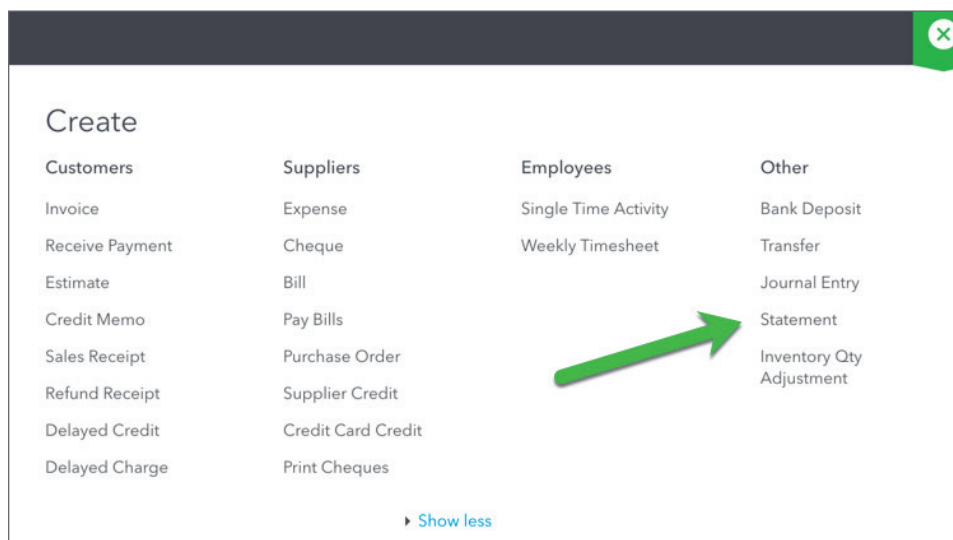 Create
Customers
Invoice
Receive Payment
Estimate
Credit Memo
Sales Receipt
Refund Receipt
Delayed Credit
Delayed Charge
Suppliers
Expense
Cheque
Bill
Pay Bills
Purchase Order
Supplier Credit
Credit Card Credit
Print Cheques
Employees
Single Time Activity
Weekly Timesheet
Other
Bank Deposit
Transfer
Journal Entry
Statement
Inventory Qty
Adjustment
Show less